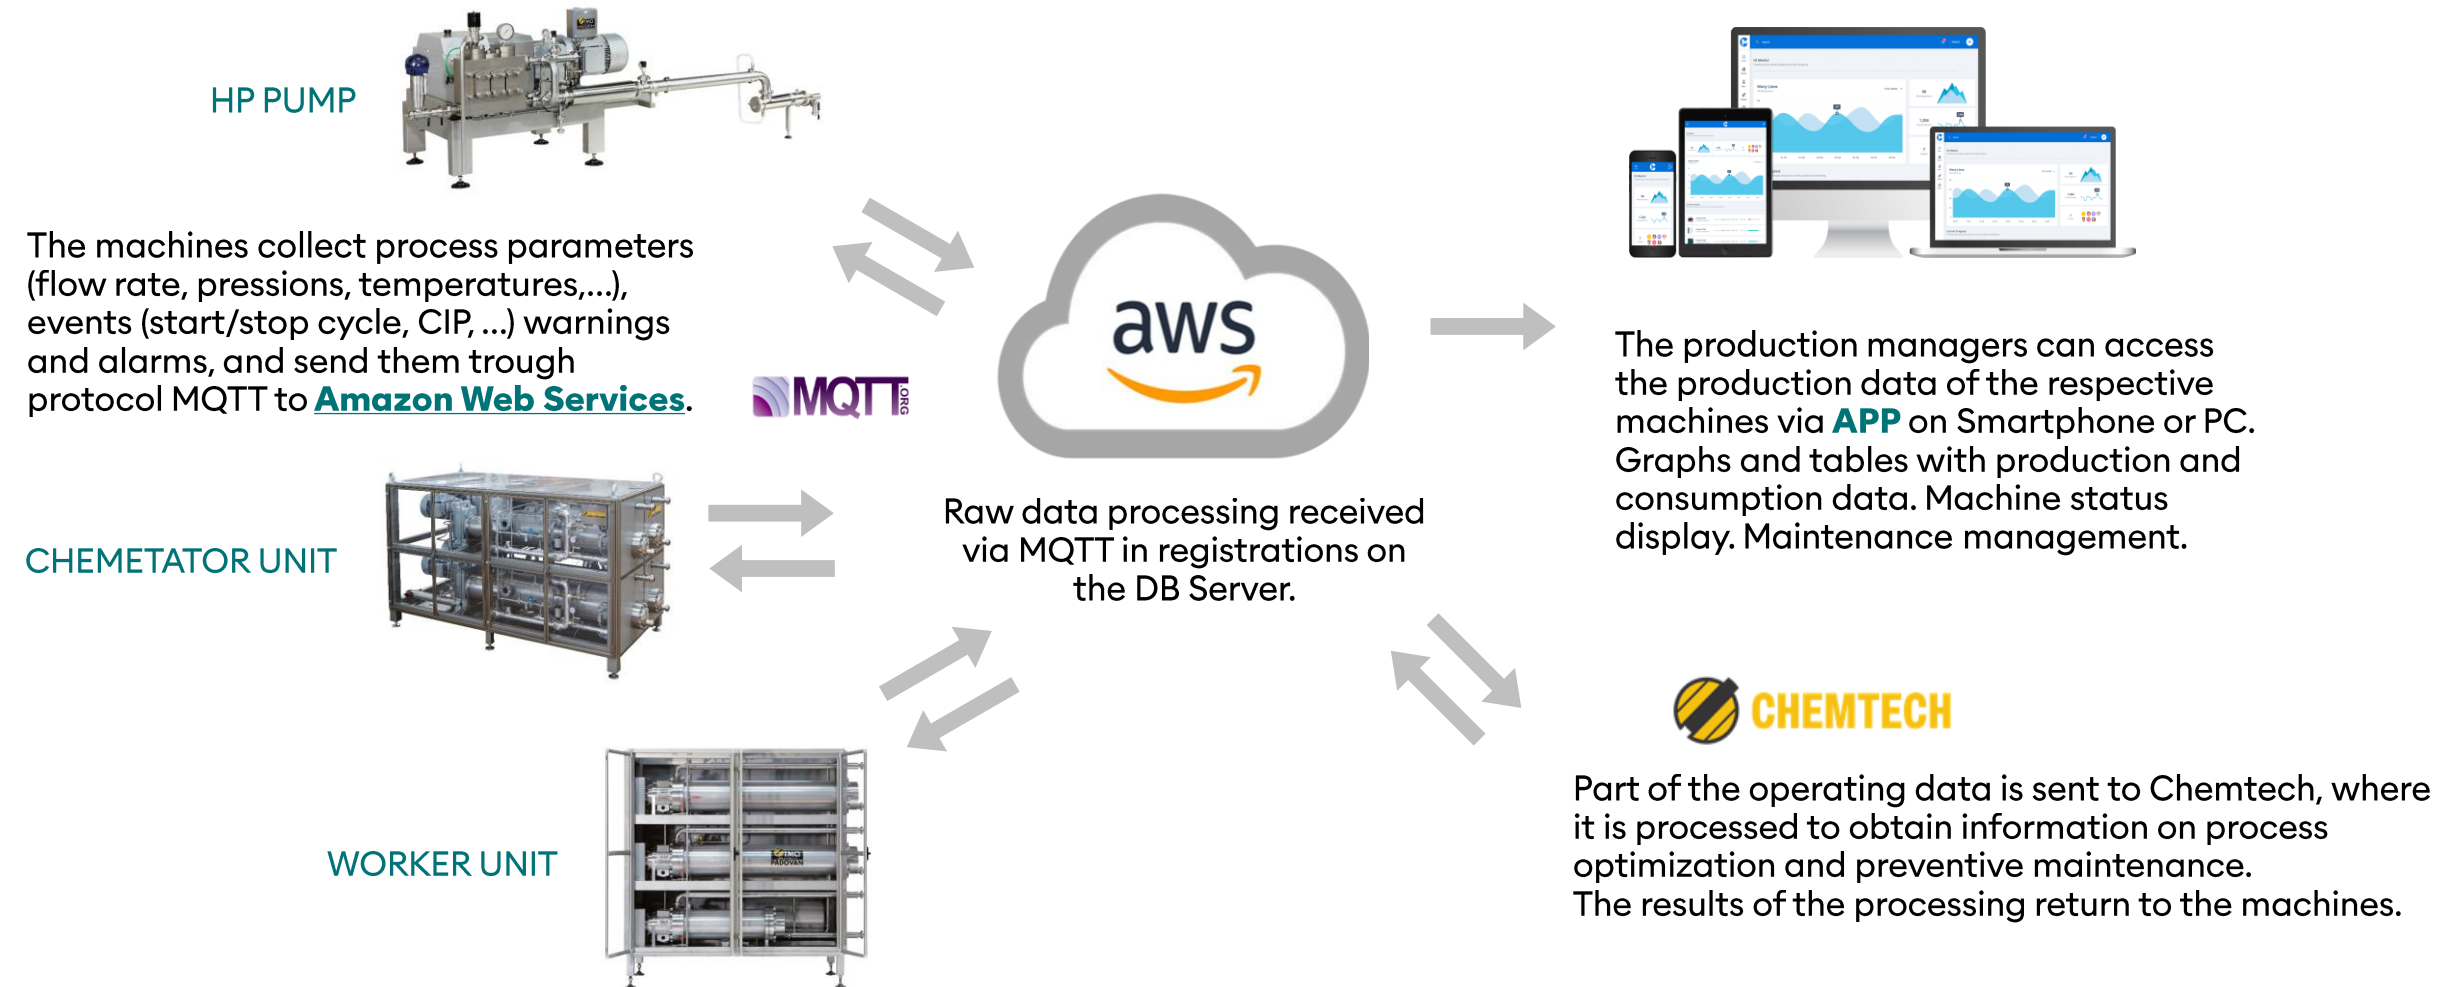 HP PUMP
The machines collect process parameters
(flow rate, pressions, temperatures,...),
events (start/stop cycle, CIP, ...) warnings
and alarms, and send them trough
protocol MQTT to Amazon Web Services.
MQTT.ORG
CHEMETATOR UNIT
WORKER UNIT
PADOVAN
aws
Raw data processing received
via MQTT in registrations on
the DB Server.
The production managers can access
the production data of the respective
machines via APP on Smartphone or PC.
Graphs and tables with production and
consumption data. Machine status
display. Maintenance management.
CHEMTECH
Part of the operating data is sent to Chemtech, where
it is processed to obtain information on process
optimization and preventive maintenance.
The results of the processing return to the machines.